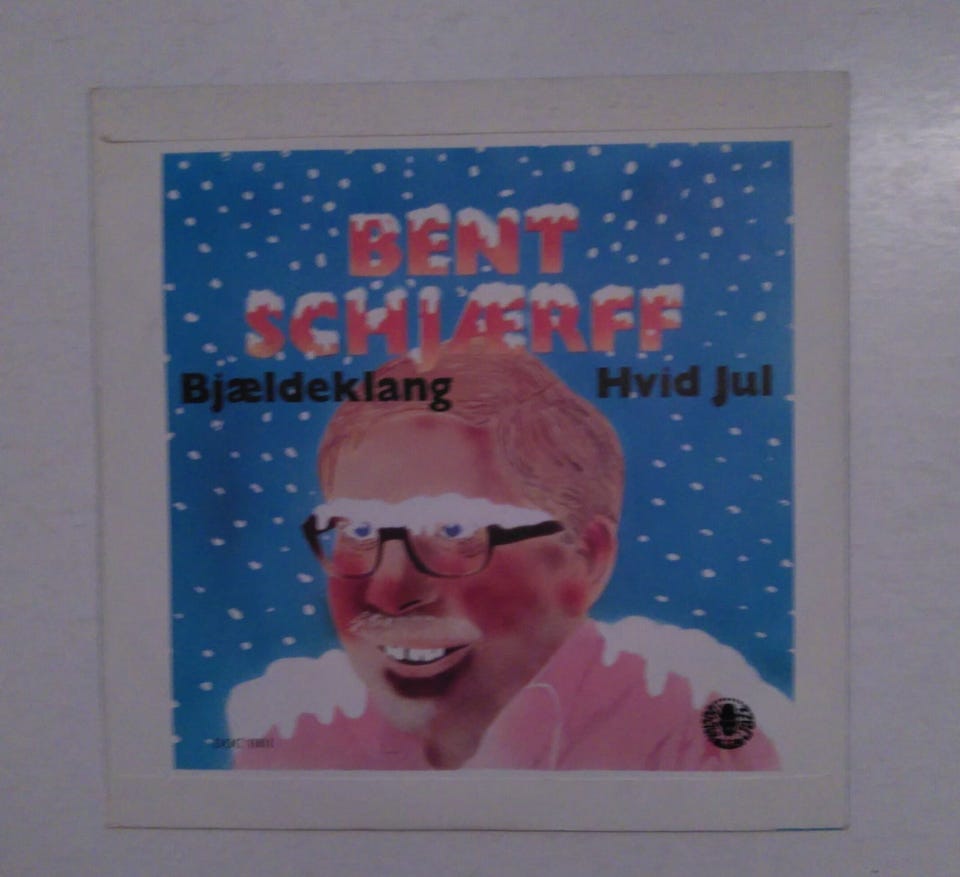 BENT
SCHJÆRFF
Bjældeklang
Hvid Jul